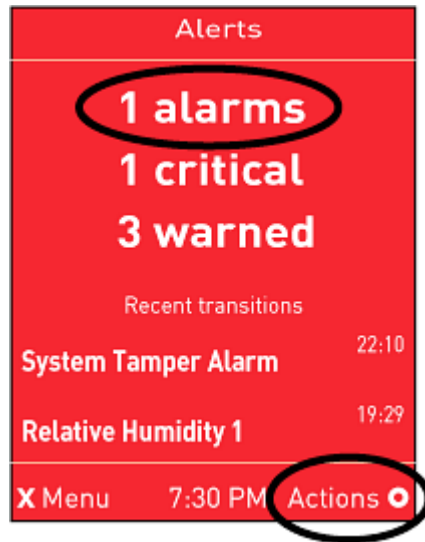 Alerts
1 alarms
1 critical
3 warned
Recent transitions
System Tamper Alarm 22:10
Relative Humidity 1 19:29
X Menu 7:30 PM Actions O